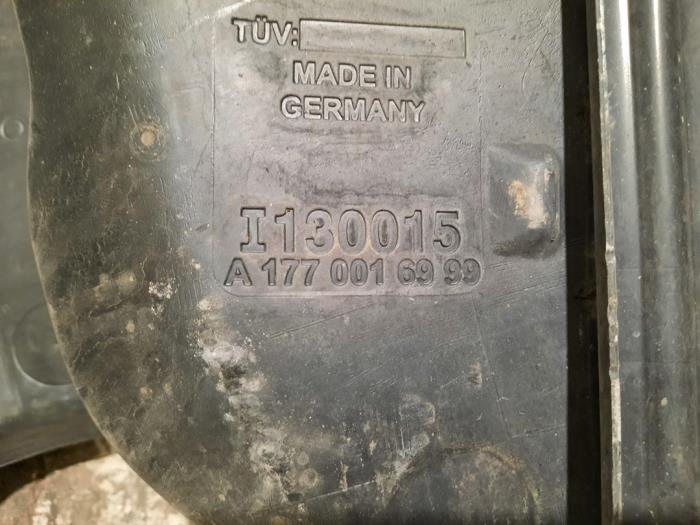 TÜV:
MADE IN
GERMANY
I130015
A 177 001 69 99